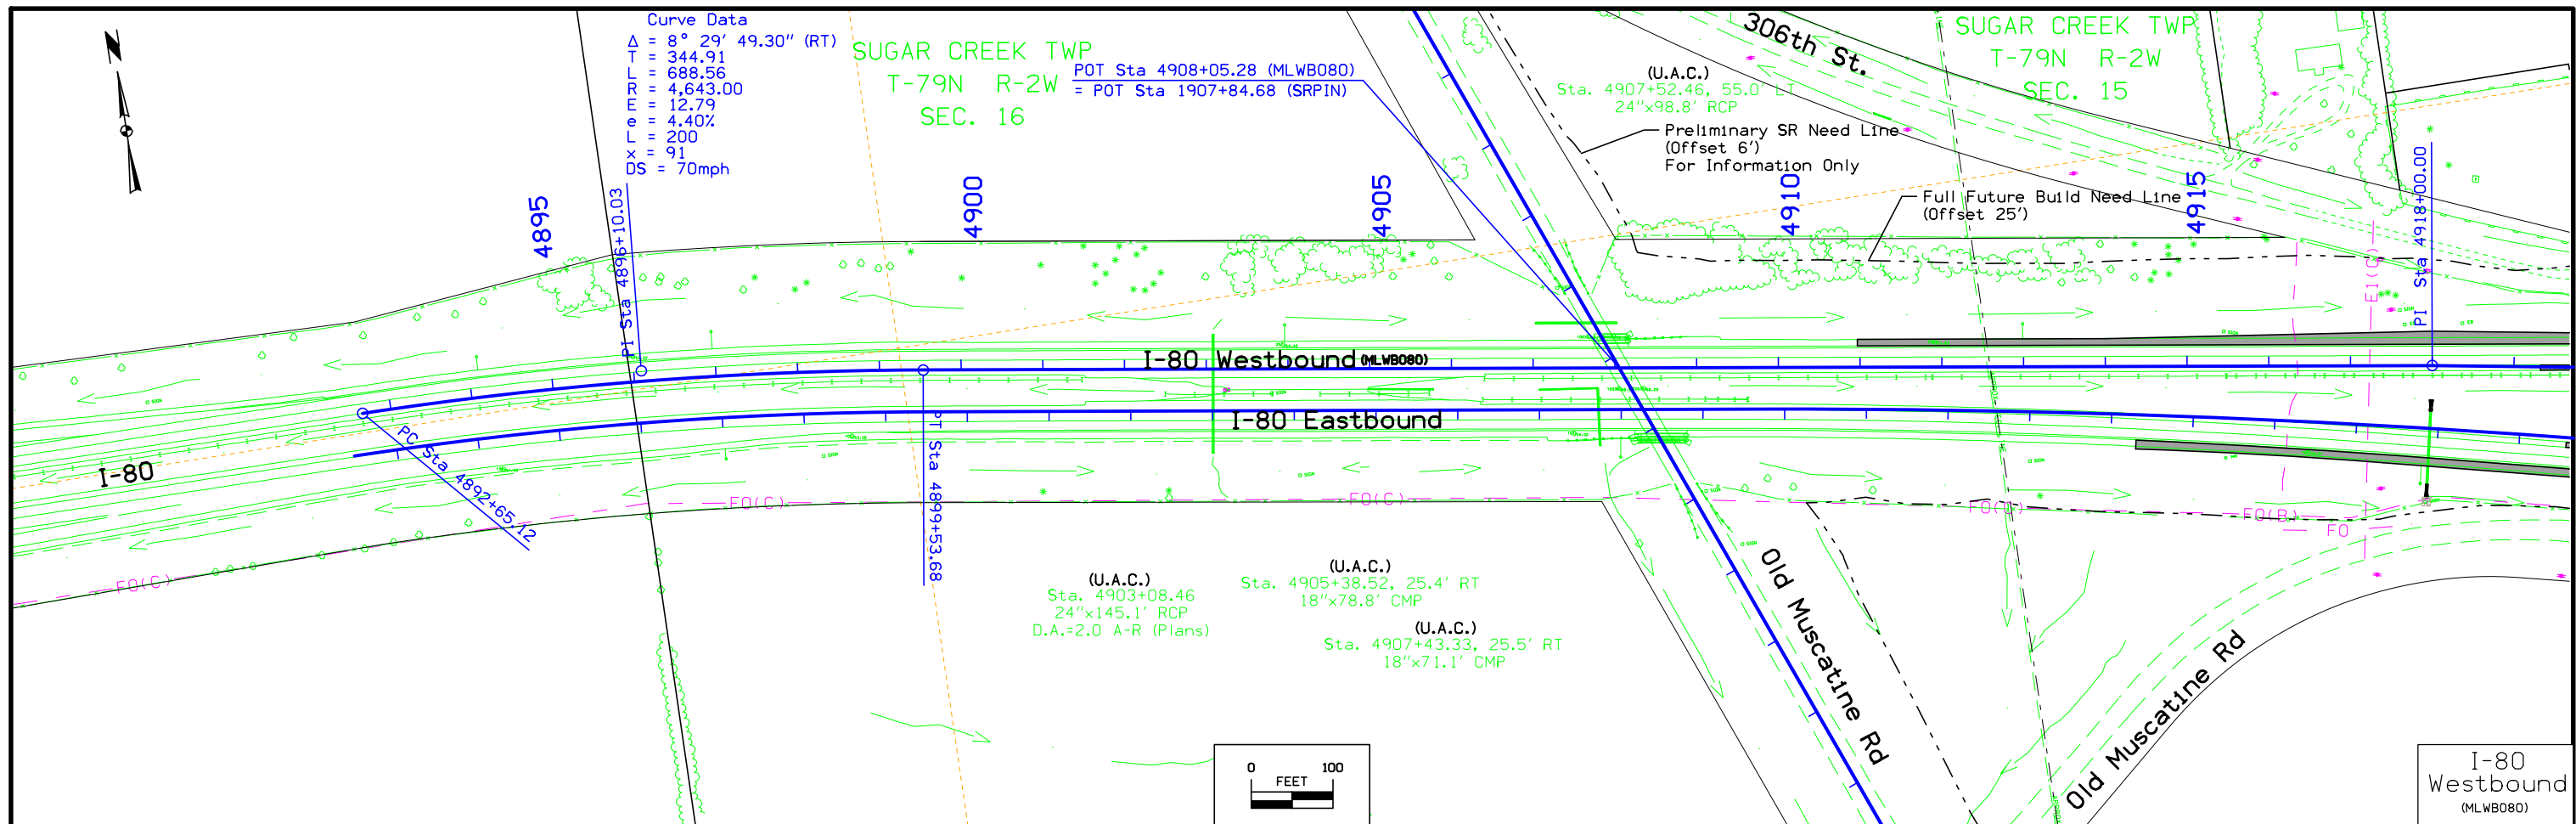 Curve Data
Δ = 8° 29′ 49.30″ (RT)
T = 344.91
L = 688.56
R = 4,643.00
E = 12.79
e = 4.40%
L = 200
x = 91
DS = 70mph
SUGAR CREEK TWP
T-79N R-2W
SEC. 16
POT Sta 4908+05.28 (MLWB080)
= POT Sta 1907+84.68 (SRPIN)
(U.A.C.)
Sta. 4907+52.46, 55.0′ LT
24″x98.8′ RCP
306th St.
SUGAR CREEK TWP
T-79N R-2W
SEC. 15
Preliminary SR Need Line
(Offset 6′)
For Information Only
Full Future Build Need Line
(Offset 25′)
4895
4900
4905
4910
4915
PI Sta 4896+10.03
PI Sta 4918+00.00
E1(C)
I-80 Westbound (MLWB080)
I-80 Eastbound
I-80
PC Sta 4892+65.12
PT Sta 4899+53.68
FO(C)
FO(C)
FO(C)
FO(B)
FO
FO(C)
(U.A.C.)
Sta. 4903+08.46
24″x145.1′ RCP
D.A.=2.0 A-R (Plans)
(U.A.C.)
Sta. 4905+38.52, 25.4′ RT
18″x78.8′ CMP
(U.A.C.)
Sta. 4907+43.33, 25.5′ RT
18″x71.1′ CMP
Old Muscatine Rd
Old Muscatine Rd
0 100
FEET
I-80
Westbound
(MLWB080)